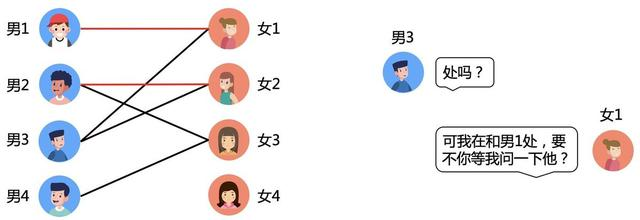 男1
女1
男2
女2
男3
女3
男4
女4
男3
处吗？
女1
可我在和男1处，要
不你等我问一下他？